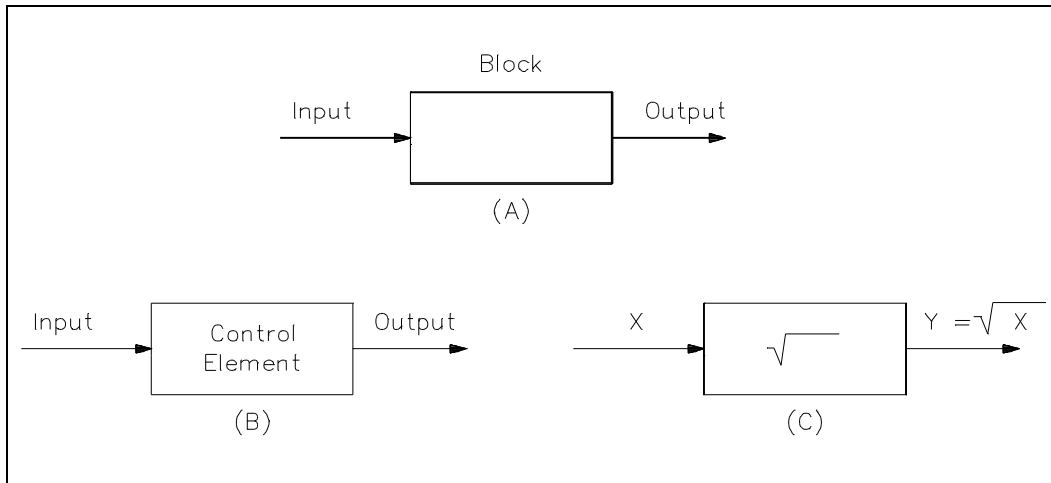 Block
Input
Output
(A)
Input
Control
Element
Output
(B)
X
√
Y = √ X
(C)